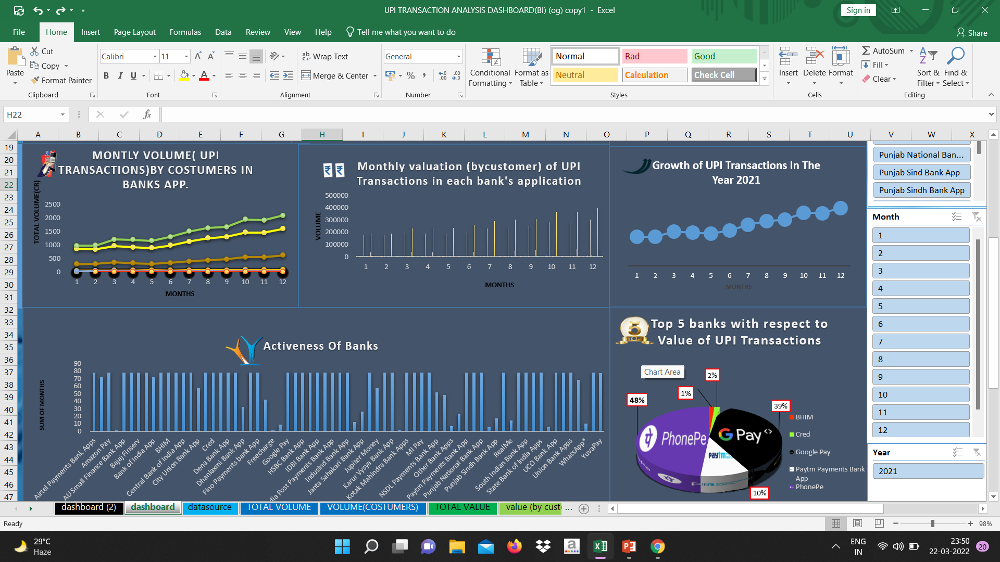 UPI TRANSACTION ANALYSIS DASHBOARD(BI) (og) copy1 - Excel
Sign in
File Home Insert Page Layout Formulas Data Review View Help Tell me what you want to do
Share
Paste
Cut
Copy
Format Painter
Clipboard
Calibri 11
B I U
Font
Wrap Text
Merge & Center
Alignment
General
%
Number
Conditional Formatting
Format as Table
Normal Bad Good
Neutral Calculation Check Cell
Styles
Insert Delete Format
Cells
AutoSum
Fill
Clear
Sort & Filter
Find & Select
Editing
H22
fx
A B C D E F G H I J K L M N O P Q R S T U V W X
19
20
21
22
23
24
25
26
27
28
29
30
31
32
33
34
35
36
37
38
39
40
41
42
43
44
45
46
47
MONTLY VOLUME( UPI
TRANSACTIONS)BY COSTUMERS IN
BANKS APP.
TOTAL VOLUME(CR)
2500
2000
1500
1000
500
0
1 2 3 4 5 6 7 8 9 10 11 12
MONTHS
Monthly valuation (bycustomer) of UPI
Transactions in each bank's application
VOLUME
500000
400000
300000
200000
100000
0
1 2 3 4 5 6 7 8 9 10 11 12
MONTHS
Growth of UPI Transactions In The
Year 2021
1 2 3 4 5 6 7 8 9 10 11 12
MONTHS
Punjab National Ban...
Punjab Sind Bank App
Punjab Sindh Bank App
Month
1
2
3
4
5
6
7
8
9
10
11
12
Year
2021
Activeness Of Banks
SUM OF MONTHS
90
80
70
60
50
40
30
20
10
0
Airtel Payments Bank Apps
Amazon Pay
AU Small Finance Bank App
Bajaj Finserv
Bank of India App
BHIM
Central Bank of India App
City Union Bank App
Cred
Dena Bank App
Dhanlaxmi Bank App
Fino Payments bank App
Freecharge
Google Pay
HSBC Bank App
IDBI Bank App
dia Post Payments Bank App
Indusind Bank App
Janta Sahakari Bank App
Jupiter Money
Karur Vysya Bank App
Kotak Mahindra Bank Apps
MI Pay
NSDL Payments Bank App
Other Bank Apps
Paytm Payments Bank App
Punjab National Bank App
Punjab Sindh Bank App
RealMe
South Indian Bank App
State Bank of India Apps
UCO Bank App
Union Bank Apps
WhatsApp*
YuvaPay
5
TOP
Top 5 banks with respect to
Value of UPI Transactions
Chart Area
2%
1%
48%
39%
10%
PhonePe
G Pay
paytm
BHIM
Cred
Google Pay
Paytm Payments Bank
App
PhonePe
dashboard (2) dashboard datasource TOTAL VOLUME VOLUME(COSTUMERS) TOTAL VALUE value (by custo ...
Ready
98%
29°C
Haze
ENG
IN
23:50
22-03-2022
20